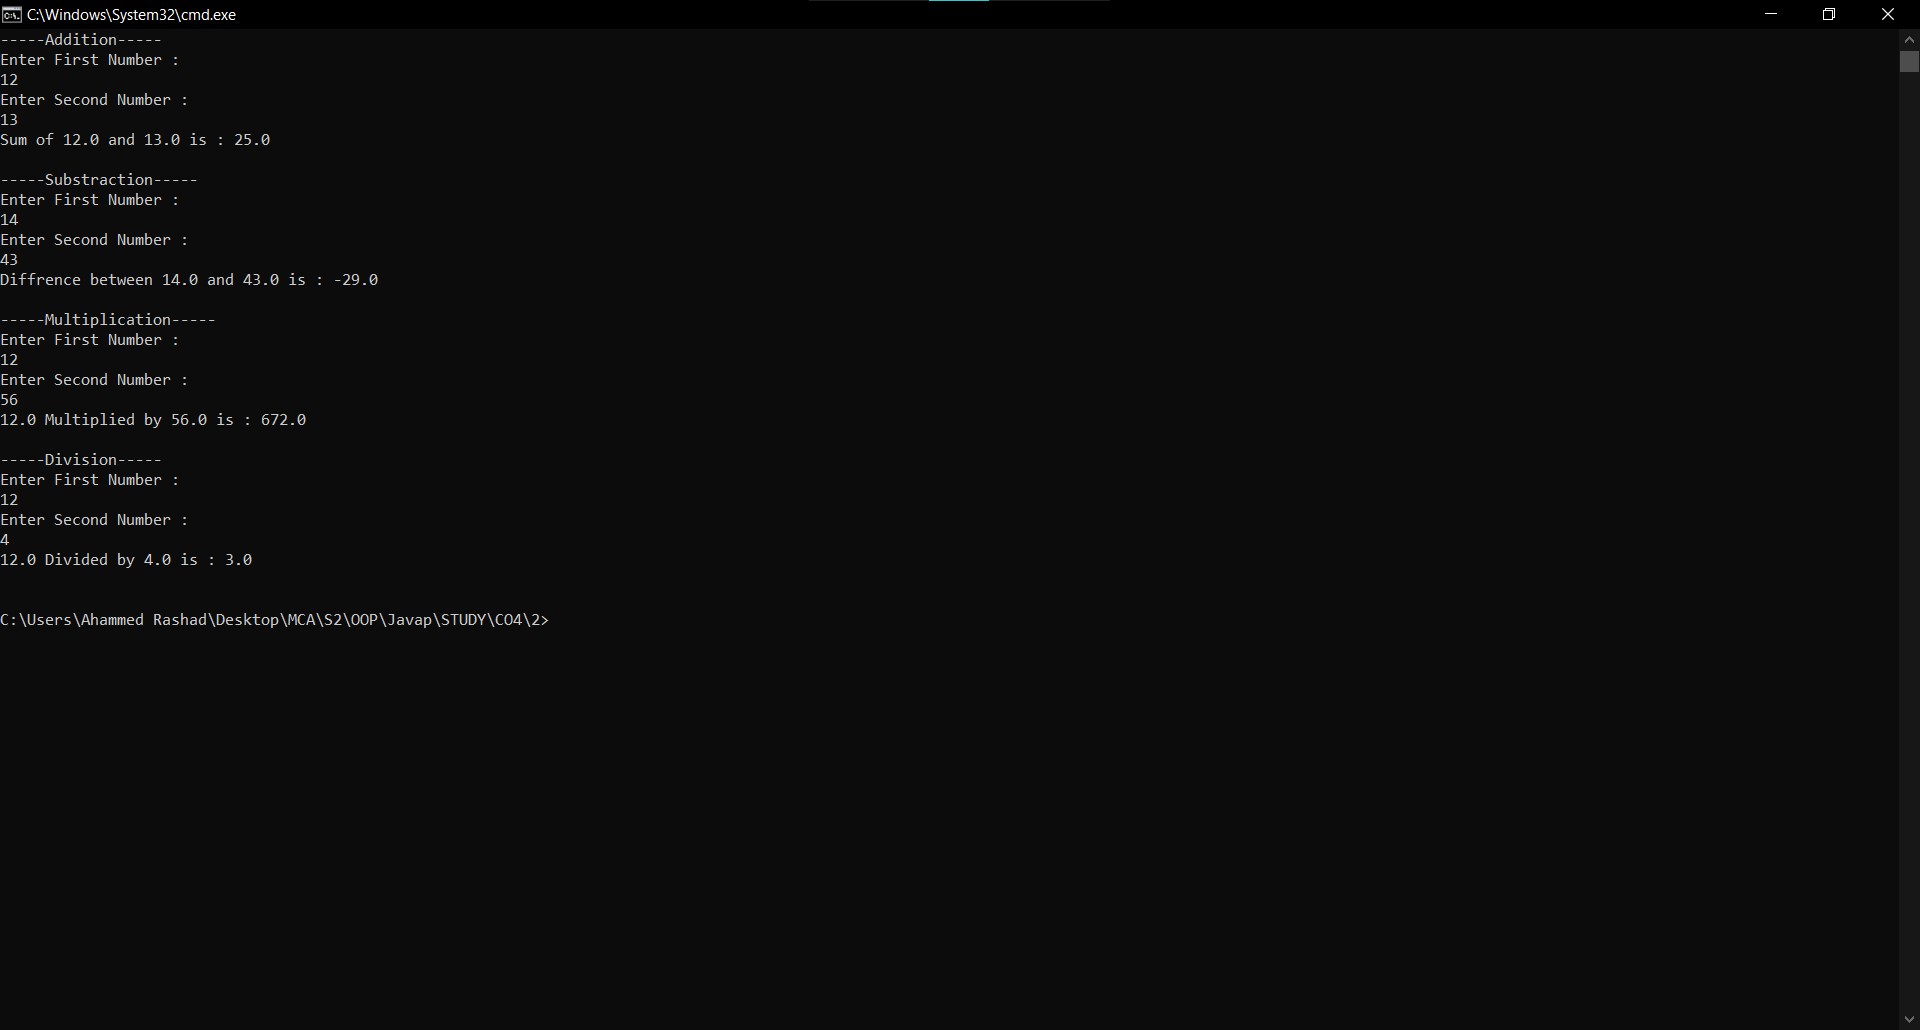 C:\Windows\System32\cmd.exe
-----Addition-----
Enter First Number :
12
Enter Second Number :
13
Sum of 12.0 and 13.0 is : 25.0
-----Substraction-----
Enter First Number :
14
Enter Second Number :
43
Diffrence between 14.0 and 43.0 is : -29.0
-----Multiplication-----
Enter First Number :
12
Enter Second Number :
56
12.0 Multiplied by 56.0 is : 672.0
-----Division-----
Enter First Number :
12
Enter Second Number :
4
12.0 Divided by 4.0 is : 3.0
C:\Users\Ahammed Rashad\Desktop\MCA\S2\OOP\Javap\STUDY\CO4\2>